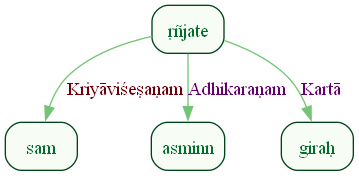 ṛñjate
Kriyāviśeṣaṇam Adhikaraṇam Kartā
sam asminn giraḥ